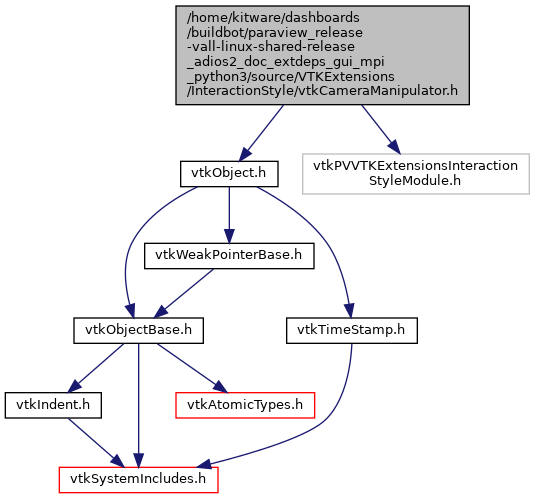 /home/kitware/dashboards
/buildbot/paraview_release
-vall-linux-shared-release
_adios2_doc_extdeps_gui_mpi
_python3/source/VTKExtensions
/InteractionStyle/vtkCameraManipulator.h
vtkObject.h
vtkPVVTKExtensionsInteraction
StyleModule.h
vtkWeakPointerBase.h
vtkObjectBase.h
vtkTimeStamp.h
vtkIndent.h
vtkAtomicTypes.h
vtkSystemIncludes.h